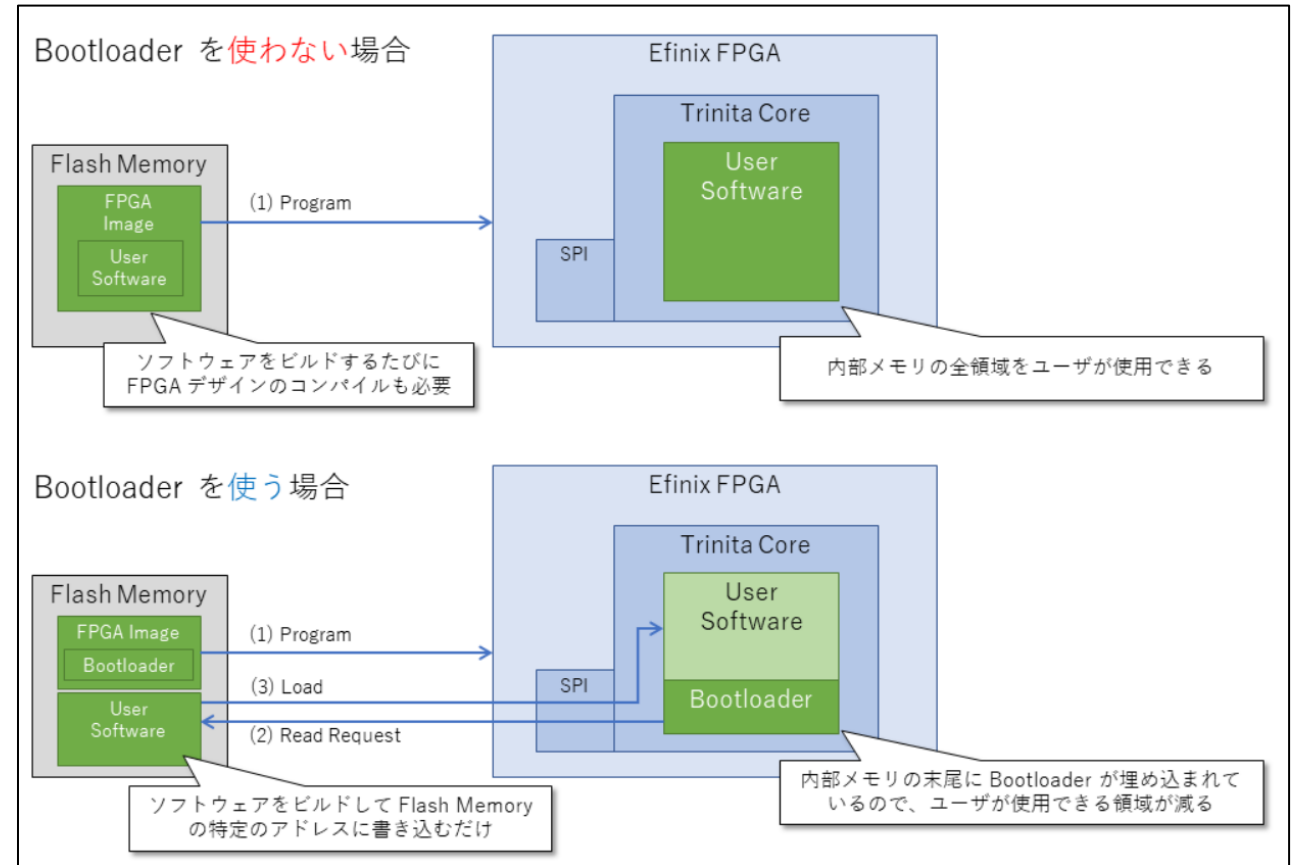 Bootloader を使わない場合
Efinix FPGA
Trinita Core
User
Software
SPI
Flash Memory
FPGA
Image
User
Software
(1) Program
ソフトウェアをビルドするたびに
FPGA デザインのコンパイルも必要
内部メモリの全領域をユーザが使用できる
Bootloader を使う場合
Efinix FPGA
Trinita Core
User
Software
Bootloader
SPI
Flash Memory
FPGA Image
Bootloader
User
Software
(1) Program
(3) Load
(2) Read Request
ソフトウェアをビルドして Flash Memory
の特定のアドレスに書き込むだけ
内部メモリの末尾に Bootloader が埋め込まれて
いるので、ユーザが使用できる領域が減る